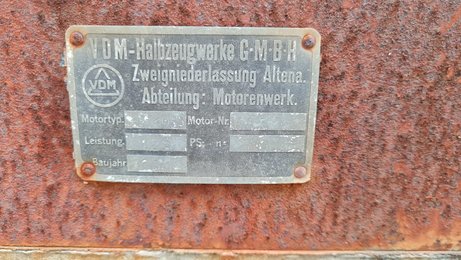 VDM-Halbzeugwerke G·M·B·H
Zweigniederlassung Altena.
Abteilung: Motorenwerk.
VDM
Motortyp. Motor-Nr.
Leistung. PS: n=
Baujahr